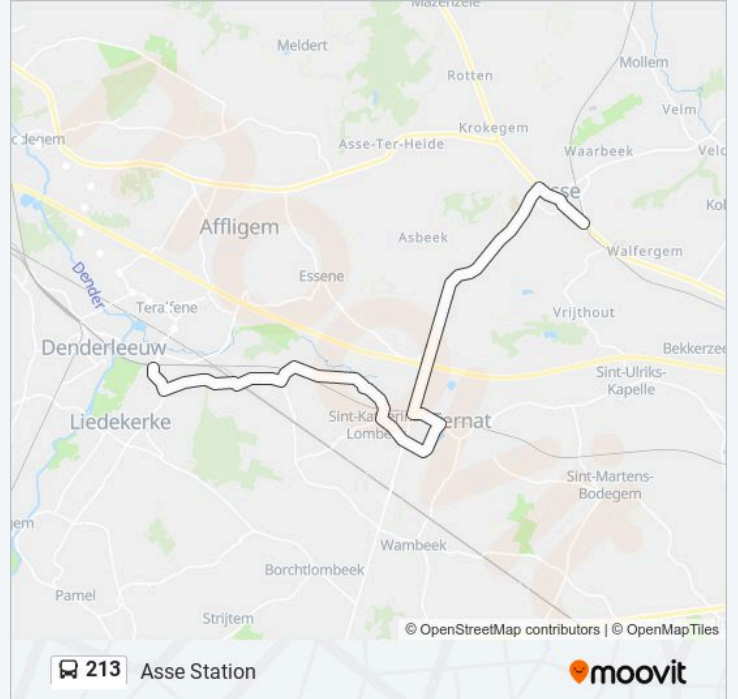 Mazenzele
Meldert
Mollem
Rotten
Velm
Krokegem
Asse-Ter-Heide
Waarbeek
Affligem
Asbeek
Walfergem
Essene
Dender
Vrijthout
Denderleeuw
Bekkerzee
Sint-Ulriks-
Kapelle
Liedekerke
Sint-Martens-
Bodegem
Wambeek
Borchtlombeek
Pamel
Strijtem
© OpenStreetMap contributors | © OpenMapTiles
213 Asse Station
moovit